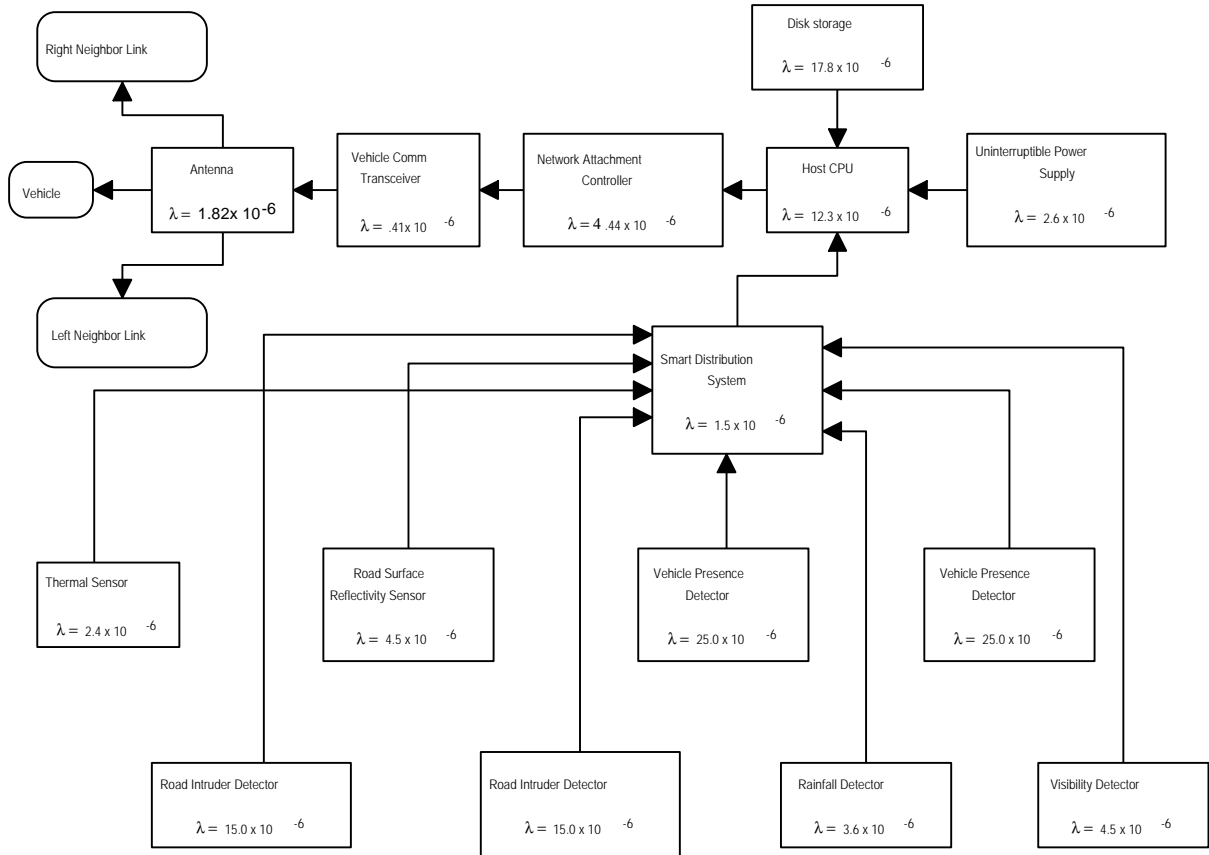 Disk storage
λ = 17.8 x 10 -6
Right Neighbor Link
Antenna
λ = 1.82x 10-6
Vehicle Comm
Transceiver
λ = .41x 10 -6
Network Attachment
Controller
λ = 4 .44 x 10 -6
Host CPU
λ = 12.3 x 10 -6
Uninterruptible Power
Supply
λ = 2.6 x 10 -6
Vehicle
Left Neighbor Link
Smart Distribution
System
λ = 1.5 x 10 -6
Thermal Sensor
λ = 2.4 x 10 -6
Road Surface
Reflectivity Sensor
λ = 4.5 x 10 -6
Vehicle Presence
Detector
λ = 25.0 x 10 -6
Vehicle Presence
Detector
λ = 25.0 x 10 -6
Road Intruder Detector
λ = 15.0 x 10 -6
Road Intruder Detector
λ = 15.0 x 10 -6
Rainfall Detector
λ = 3.6 x 10 -6
Visibility Detector
λ = 4.5 x 10 -6